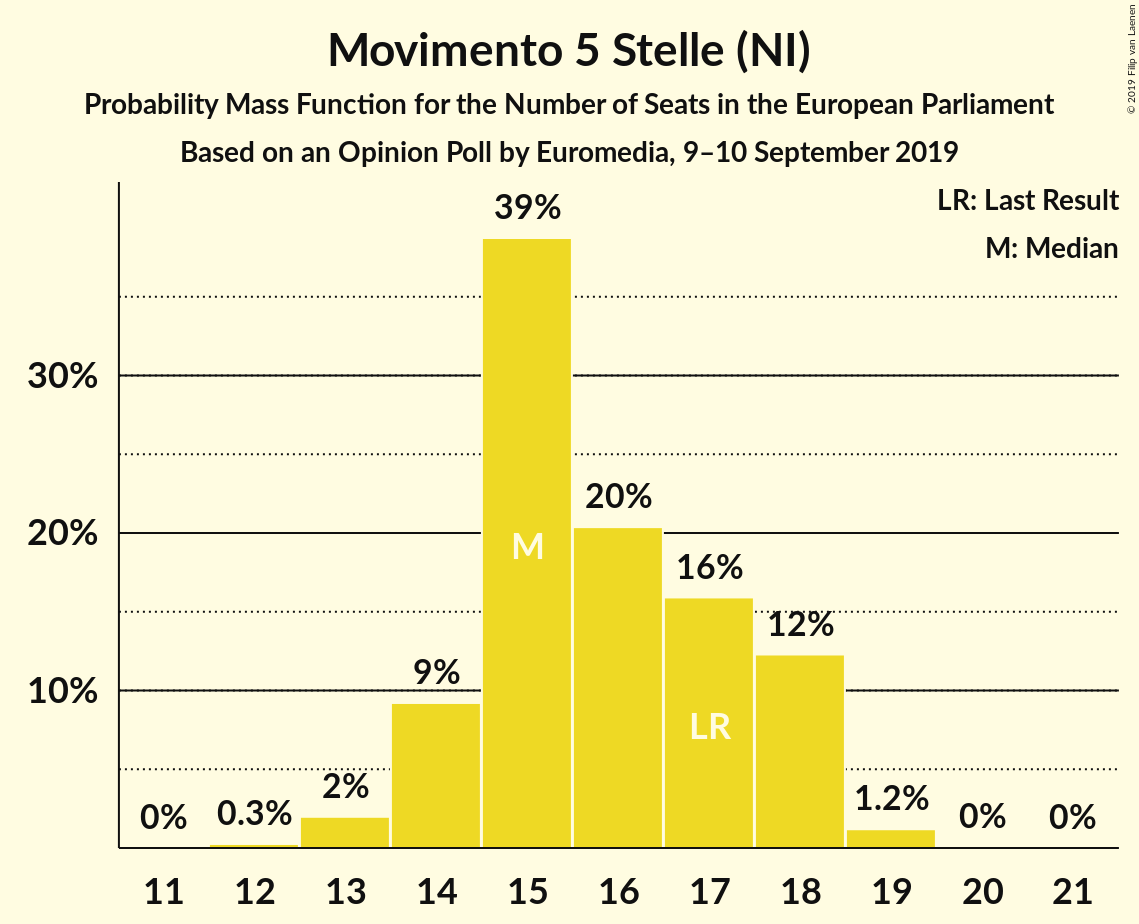 Movimento 5 Stelle (NI)
Probability Mass Function for the Number of Seats in the European Parliament
Based on an Opinion Poll by Euromedia, 9–10 September 2019
© 2019 Filip van Laenen
LR: Last Result
M: Median
39%
30%
20%
M
20%
16%
12%
9%
10%
LR
2%
0%
0.3%
1.2%
0%
0%
11 12 13 14 15 16 17 18 19 20 21